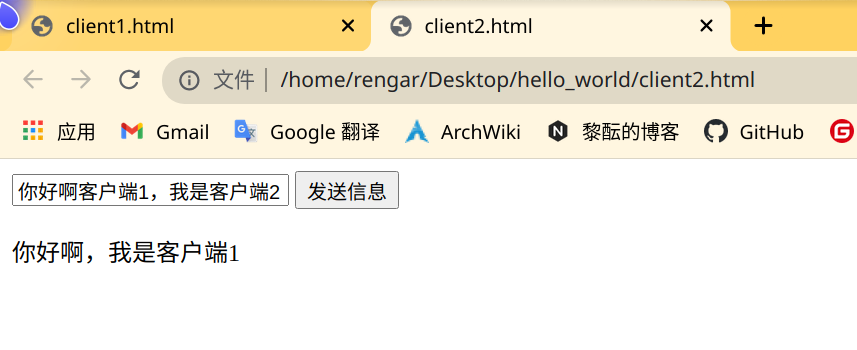 client1.html × client2.html × +
文件 /home/rengar/Desktop/hello_world/client2.html
应用 Gmail Google 翻译 ArchWiki 黎酝的博客 GitHub G
你好啊客户端1，我是客户端2 发送信息
你好啊，我是客户端1